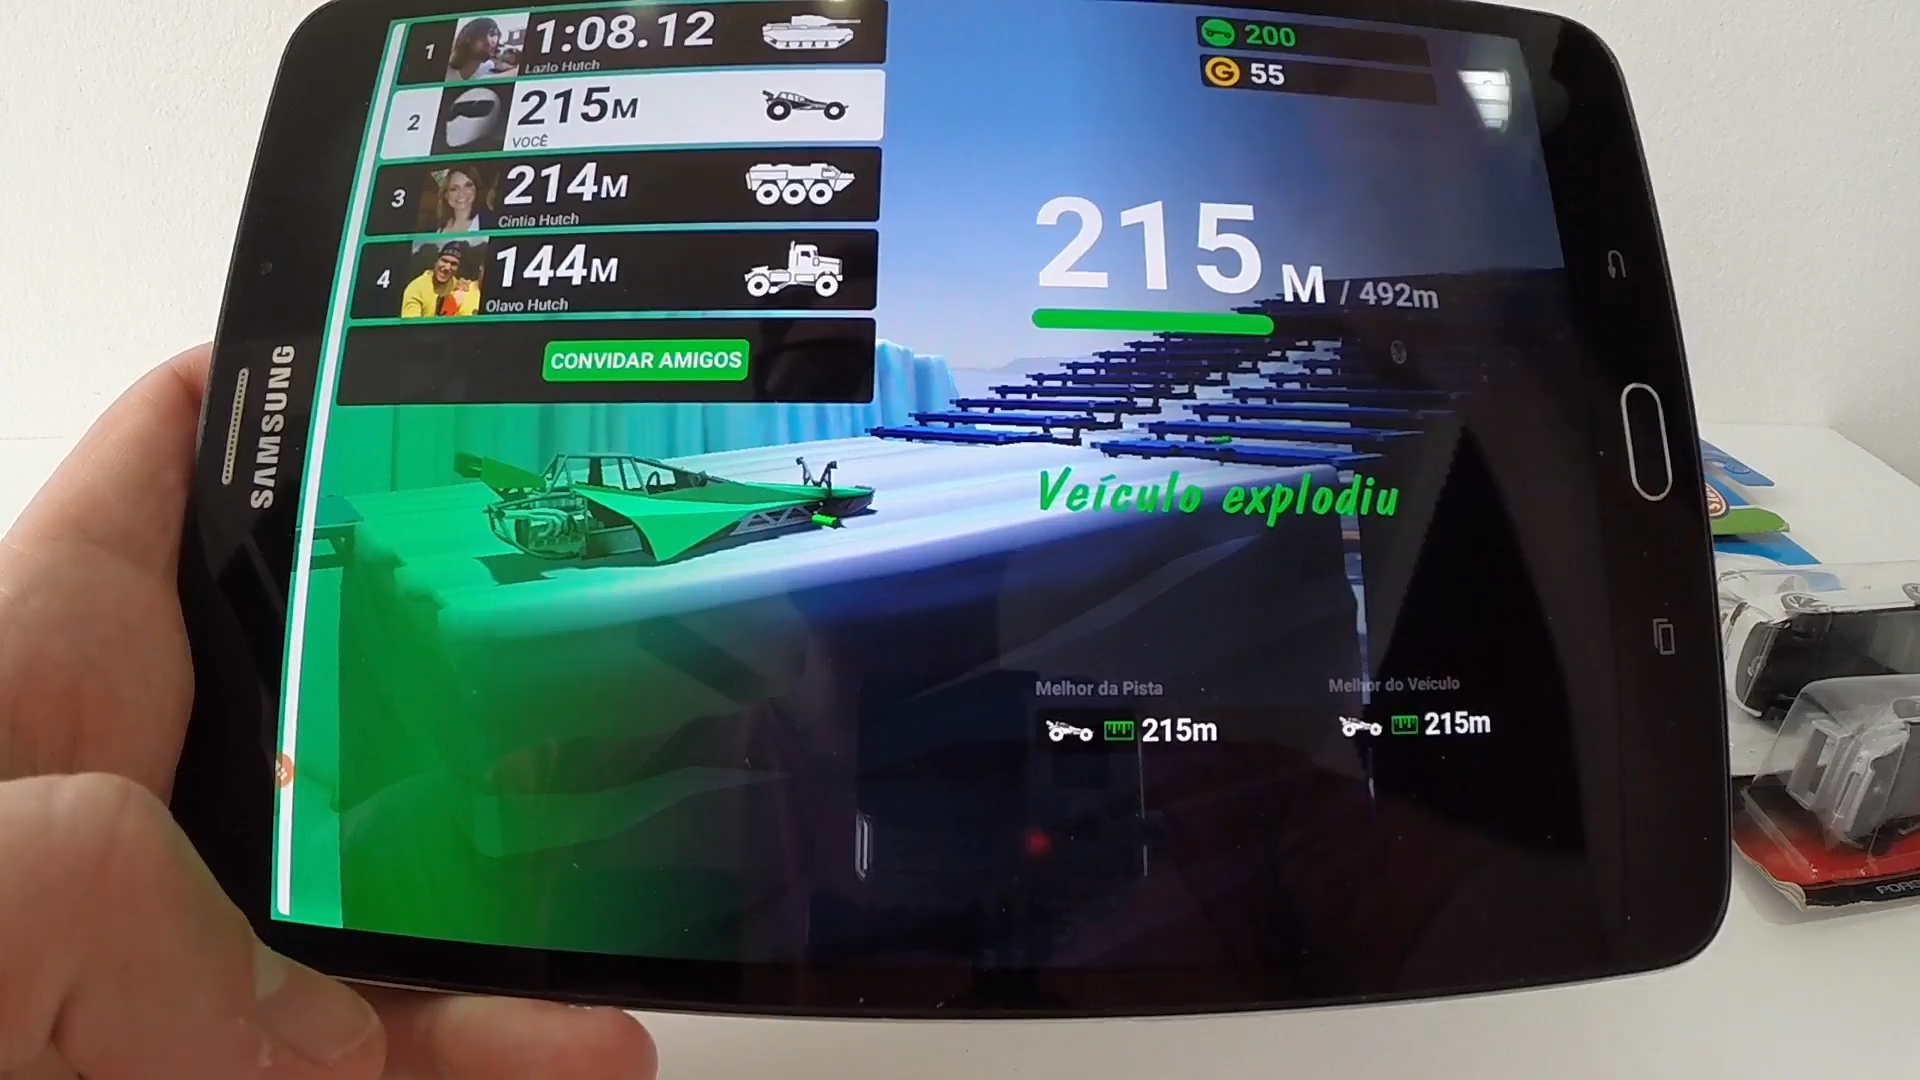 1 1:08.12
Lazlo Hutch
2 215M
VOCÊ
3 214M
Cíntia Hutch
4 144M
Olavo Hutch
CONVIDAR AMIGOS
200
G 55
215 M / 492m
Veículo explodiu
Melhor da Pista
215m
Melhor do Veículo
215m
SAMSUNG